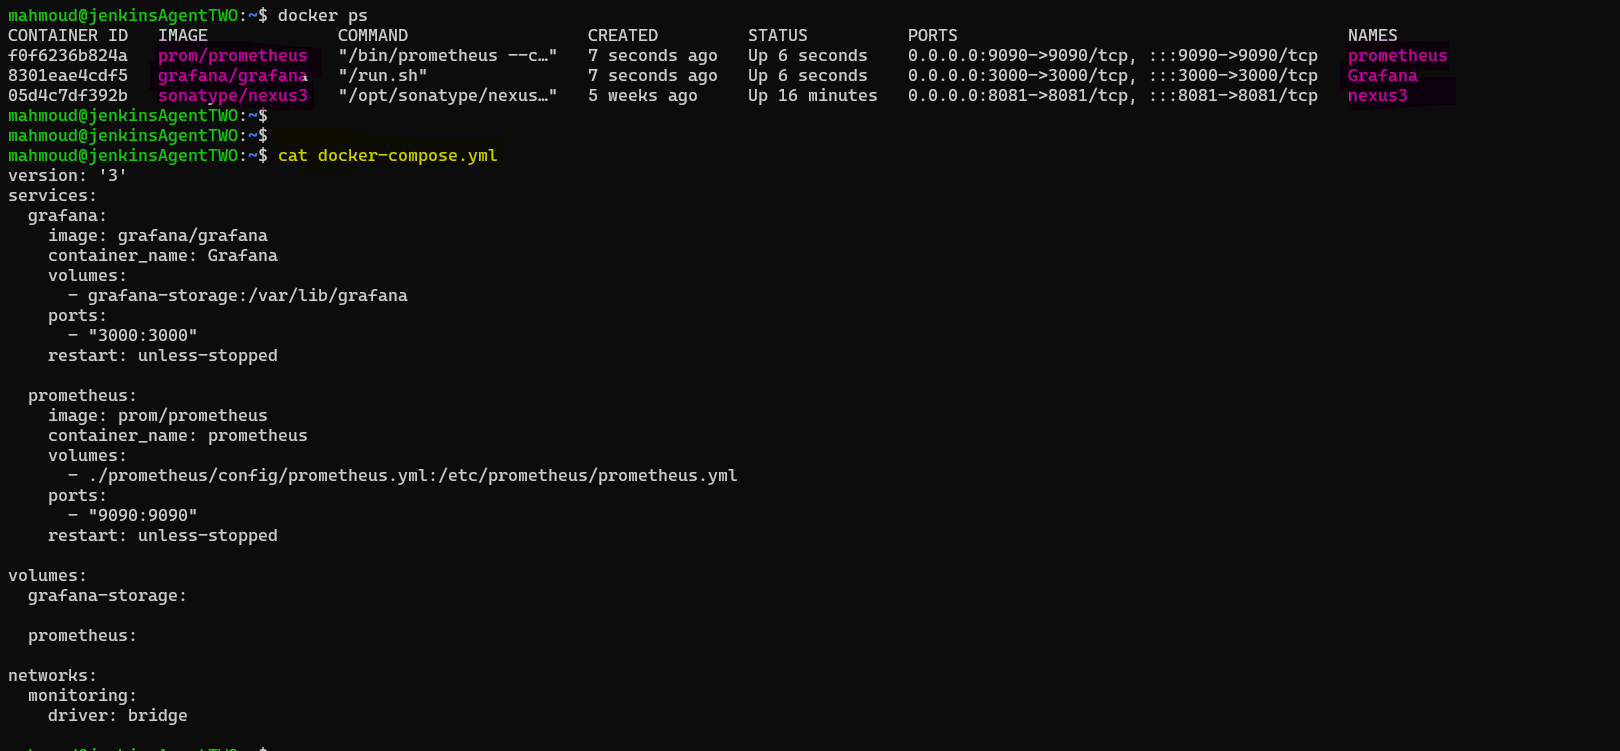 mahmoud@jenkinsAgentTWO:~$ docker ps
CONTAINER ID   IMAGE             COMMAND                  CREATED         STATUS          PORTS                                       NAMES
f0f6236b824a   prom/prometheus   "/bin/prometheus --c…"   7 seconds ago   Up 6 seconds    0.0.0.0:9090->9090/tcp, :::9090->9090/tcp   prometheus
8301eae4cdf5   grafana/grafana   "/run.sh"                7 seconds ago   Up 6 seconds    0.0.0.0:3000->3000/tcp, :::3000->3000/tcp   Grafana
05d4c7df392b   sonatype/nexus3   "/opt/sonatype/nexus…"   5 weeks ago     Up 16 minutes   0.0.0.0:8081->8081/tcp, :::8081->8081/tcp   nexus3
mahmoud@jenkinsAgentTWO:~$
mahmoud@jenkinsAgentTWO:~$
mahmoud@jenkinsAgentTWO:~$ cat docker-compose.yml
version: '3'
services:
  grafana:
    image: grafana/grafana
    container_name: Grafana
    volumes:
      - grafana-storage:/var/lib/grafana
    ports:
      - "3000:3000"
    restart: unless-stopped

  prometheus:
    image: prom/prometheus
    container_name: prometheus
    volumes:
      - ./prometheus/config/prometheus.yml:/etc/prometheus/prometheus.yml
    ports:
      - "9090:9090"
    restart: unless-stopped

volumes:
  grafana-storage:

  prometheus:

networks:
  monitoring:
    driver: bridge